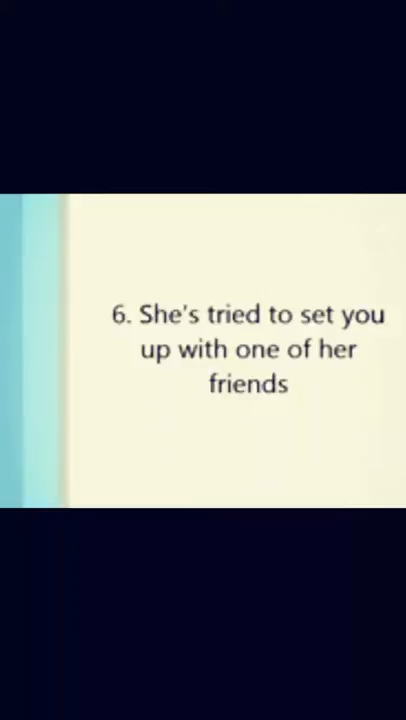 6. She's tried to set you
up with one of her
friends